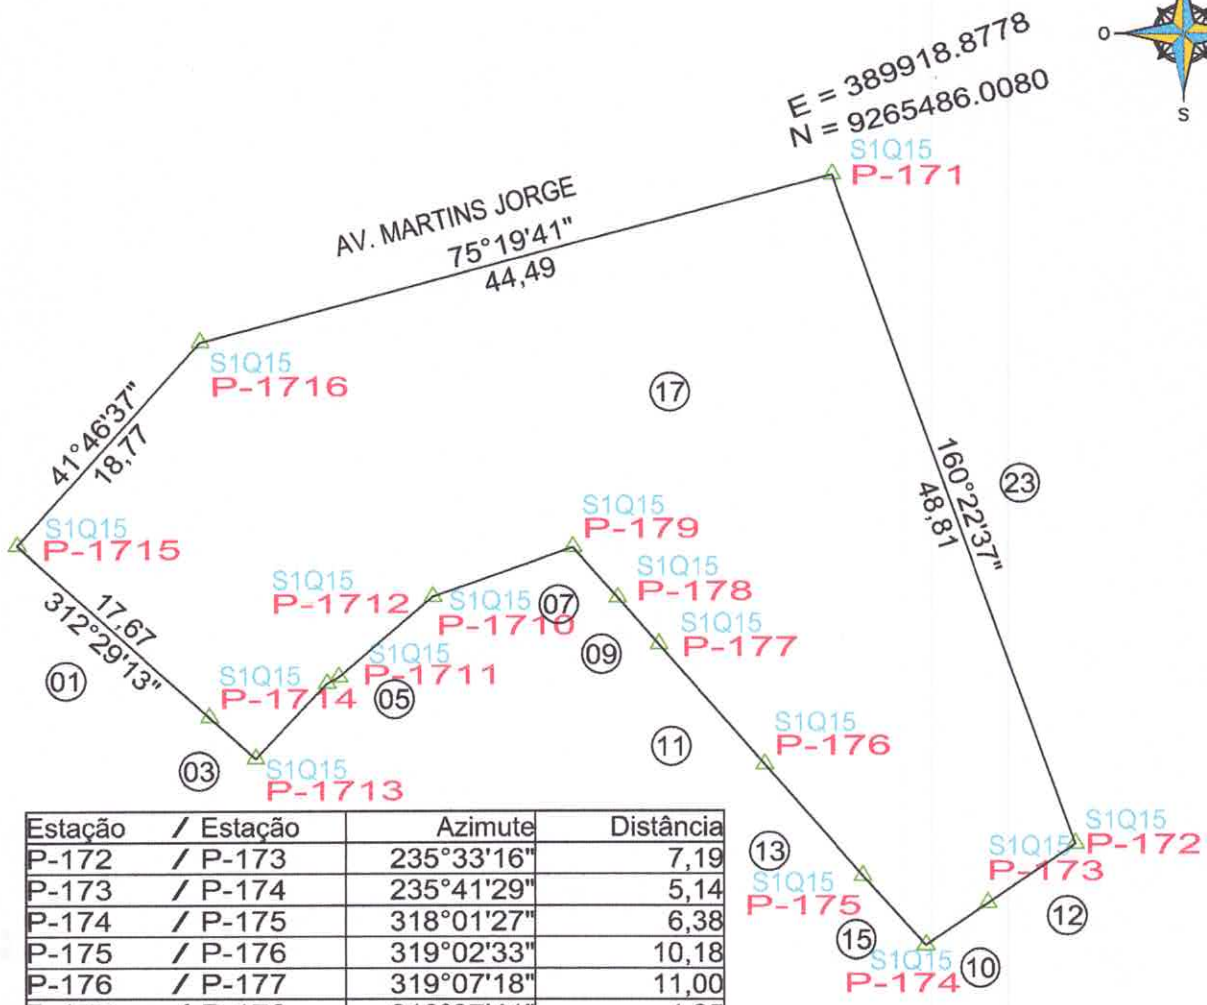 E = 389918.8778
N = 9265486.0080
O
S
S1Q15
P-171
AV. MARTINS JORGE
75°19'41"
44,49
S1Q15
P-1716
17
41°46'37"
18,77
160°22'37"
48,81
23
S1Q15
P-1715
S1Q15
P-179
S1Q15
P-1712
S1Q15
P-1710
07
S1Q15
P-178
17,67
312°29'13"
01
09
S1Q15
P-177
S1Q15
P-1711
05
S1Q15
P-1714
11
S1Q15
P-176
03
S1Q15
P-1713
S1Q15
P-172
S1Q15
P-173
13
S1Q15
P-175
12
15
S1Q15
P-174
10
Estação / Estação Azimute Distância
P-172 / P-173 235°33'16" 7,19
P-173 / P-174 235°41'29" 5,14
P-174 / P-175 318°01'27" 6,38
P-175 / P-176 319°02'33" 10,18
P-176 / P-177 319°07'18" 11,00